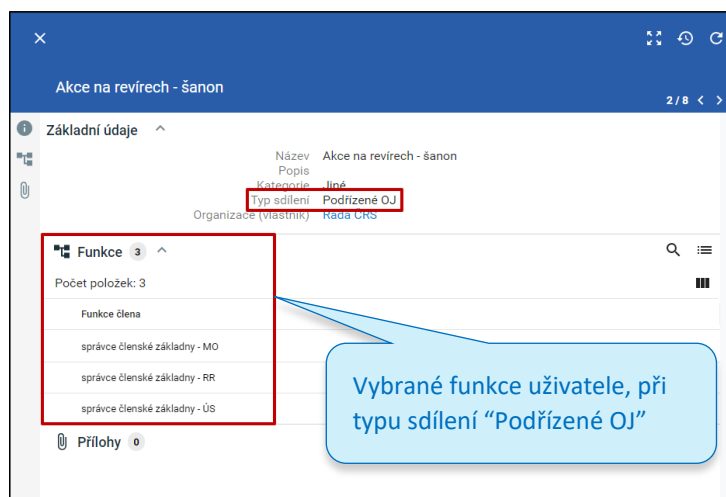 Akce na revírech - šanon
2 / 8
Základní údaje
Název Akce na revírech - šanon
Popis
Kategorie Jiné
Typ sdílení Podřízené OJ
Organizace (vlastník) Rada ČRS
Funkce 3
Počet položek: 3
Funkce člena
správce členské základny - MO
správce členské základny - RR
správce členské základny - ÚS
Vybrané funkce uživatele, při
typu sdílení “Podřízené OJ”
Přílohy 0